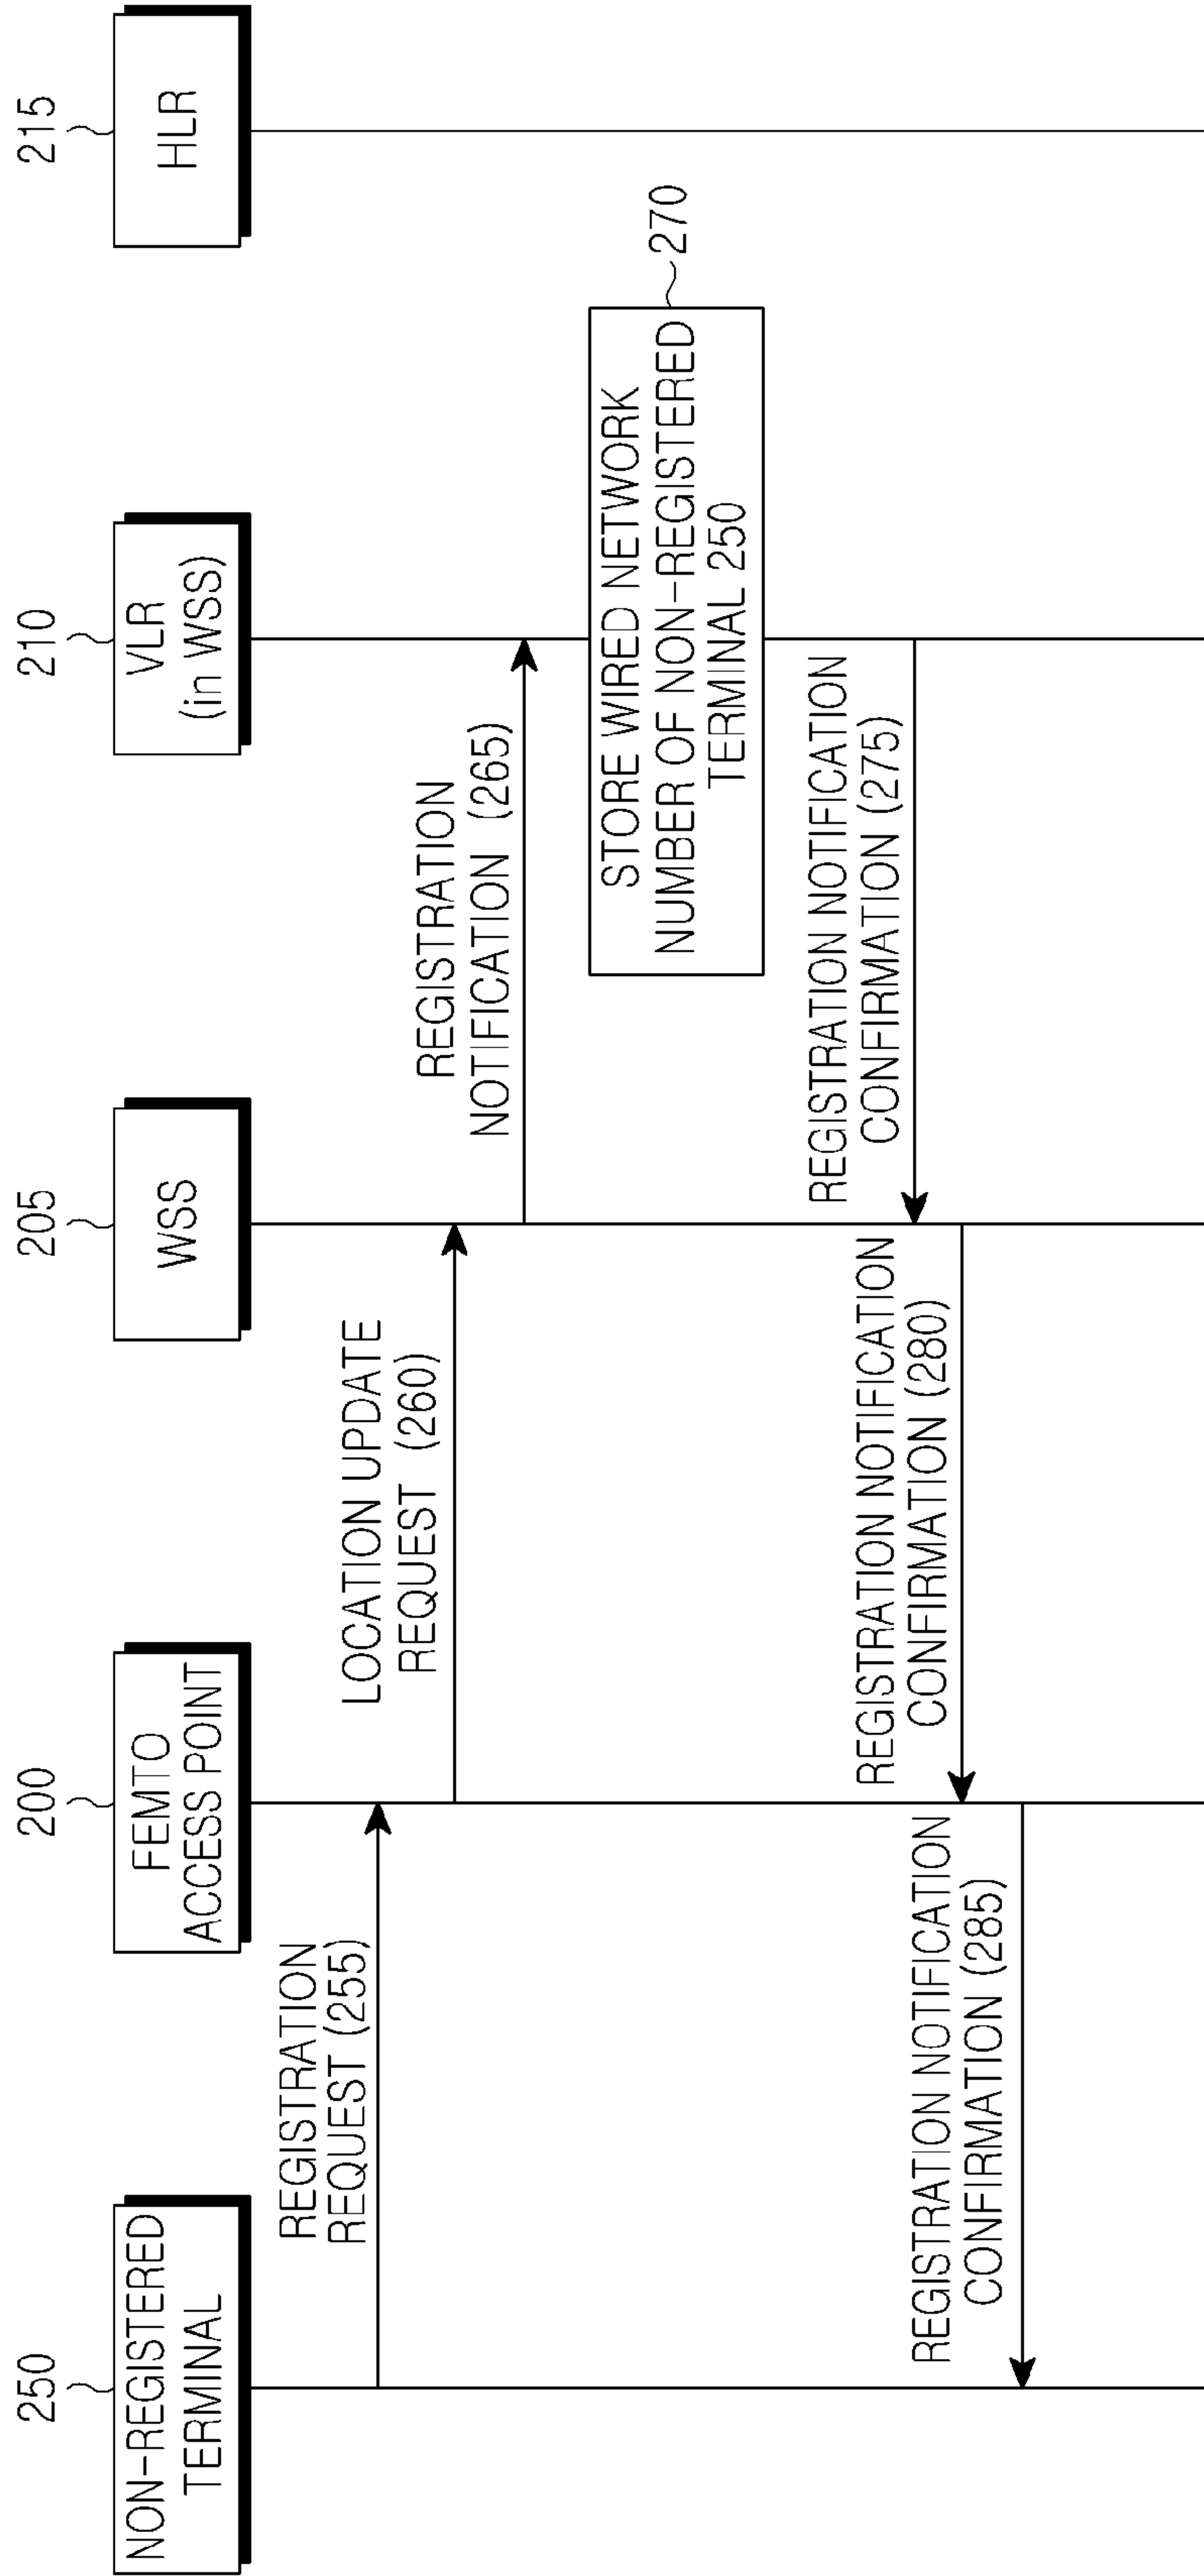 250
NON-REGISTERED
TERMINAL
200
FEMTO
ACCESS POINT
205
WSS
210
VLR
(in WSS)
215
HLR
REGISTRATION
REQUEST (255)
LOCATION UPDATE
REQUEST (260)
REGISTRATION
NOTIFICATION (265)
STORE WIRED NETWORK
NUMBER OF NON-REGISTERED
TERMINAL 250
270
REGISTRATION NOTIFICATION
CONFIRMATION (275)
REGISTRATION NOTIFICATION
CONFIRMATION (280)
REGISTRATION NOTIFICATION
CONFIRMATION (285)